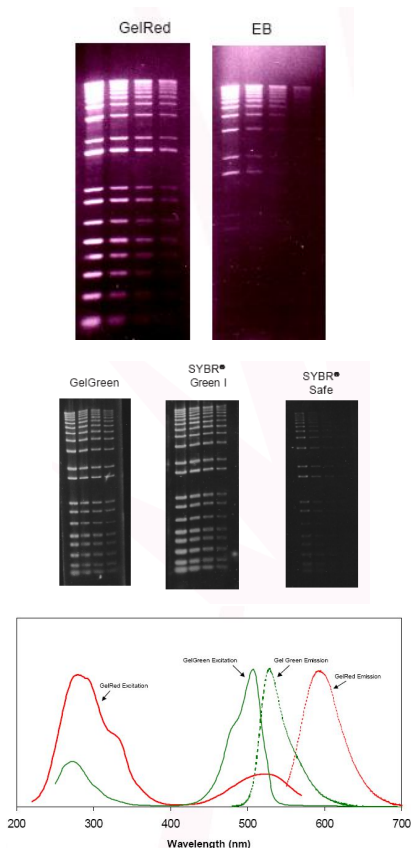 GelRed EB
GelGreen
SYBR®
Green I
SYBR®
Safe
GelGreen Excitation
Gel Green Emission
GelRed Emission
GelRed Excitation
200 300 400 500 600 700
Wavelength (nm)